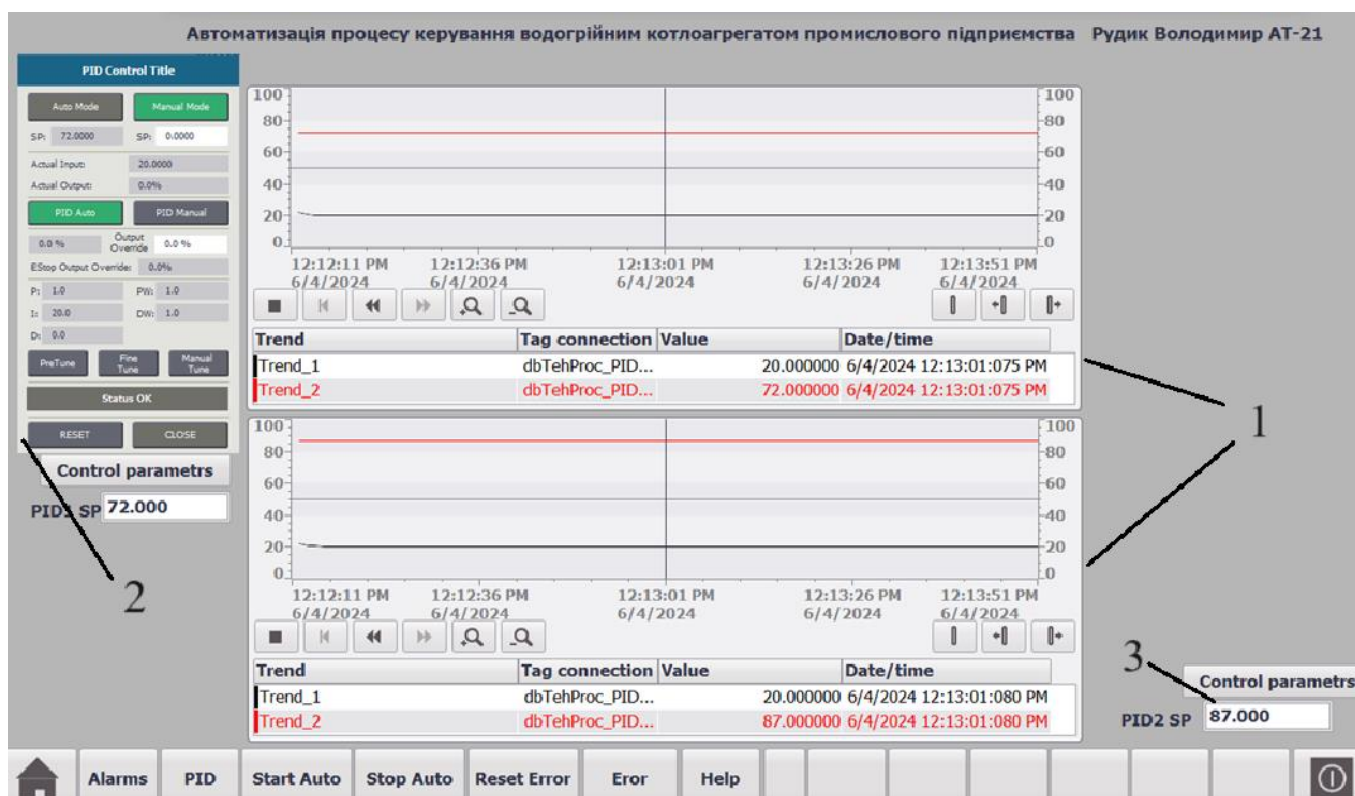 Автоматизація процесу керування водогрійним котлоагрегатом промислового підприємства Рудик Володимир АТ-21
PID Control Title
Auto Mode Manual Mode
SP: 72.0000 SP: 0.0000
Actual Input: 20.0000
Actual Output: 0.0%
PID Auto PID Manual
0.0 % Output Override 0.0 %
EStop Output Override: 0.0%
P: 1.0 PW: 1.0
I: 20.0 DW: 1.0
D: 0.0
PreTune Fine Tune Manual Tune
Status OK
RESET CLOSE
Control parametrs
PID1 SP 72.000
2
100 100
80 80
60 60
40 40
20 20
0 0
12:12:11 PM 12:12:36 PM 12:13:01 PM 12:13:26 PM 12:13:51 PM
6/4/2024 6/4/2024 6/4/2024 6/4/2024 6/4/2024
Trend Tag connection Value Date/time
Trend_1 dbTehProc_PID... 20.000000 6/4/2024 12:13:01:075 PM
Trend_2 dbTehProc_PID... 72.000000 6/4/2024 12:13:01:075 PM
1
100 100
80 80
60 60
40 40
20 20
0 0
12:12:11 PM 12:12:36 PM 12:13:01 PM 12:13:26 PM 12:13:51 PM
6/4/2024 6/4/2024 6/4/2024 6/4/2024 6/4/2024
Trend Tag connection Value Date/time
Trend_1 dbTehProc_PID... 20.000000 6/4/2024 12:13:01:080 PM
Trend_2 dbTehProc_PID... 87.000000 6/4/2024 12:13:01:080 PM
3
Control parametrs
PID2 SP 87.000
Alarms PID Start Auto Stop Auto Reset Error Eror Help